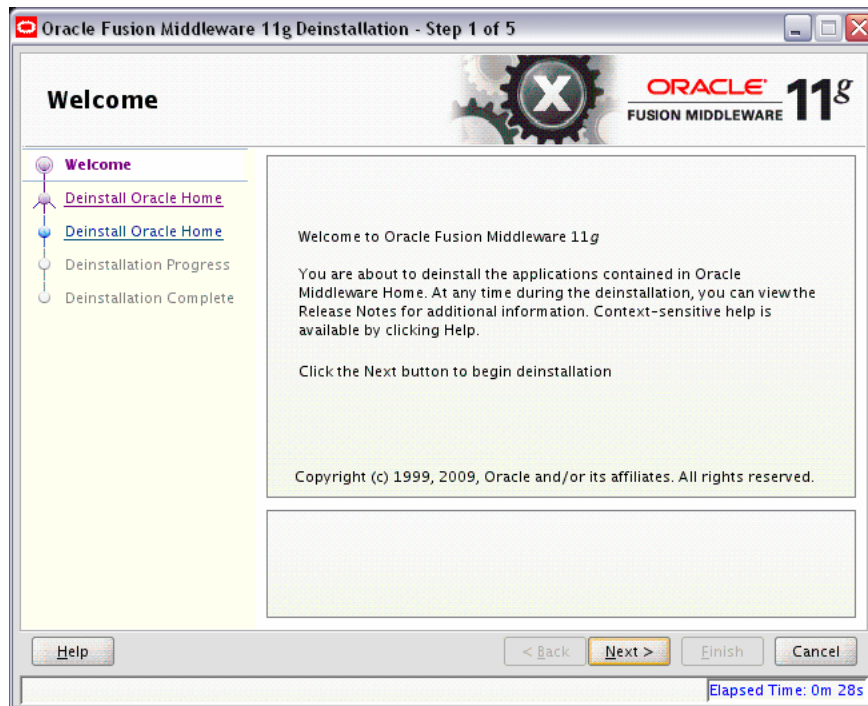 Oracle Fusion Middleware 11g Deinstallation - Step 1 of 5
Welcome
X
ORACLE
FUSION MIDDLEWARE
11g
Welcome
Deinstall Oracle Home
Deinstall Oracle Home
Deinstallation Progress
Deinstallation Complete
Welcome to Oracle Fusion Middleware 11g
You are about to deinstall the applications contained in Oracle
Middleware Home. At any time during the deinstallation, you can view the
Release Notes for additional information. Context-sensitive help is
available by clicking Help.
Click the Next button to begin deinstallation
Copyright (c) 1999, 2009, Oracle and/or its affiliates. All rights reserved.
Help
< Back
Next >
Finish
Cancel
Elapsed Time: 0m 28s